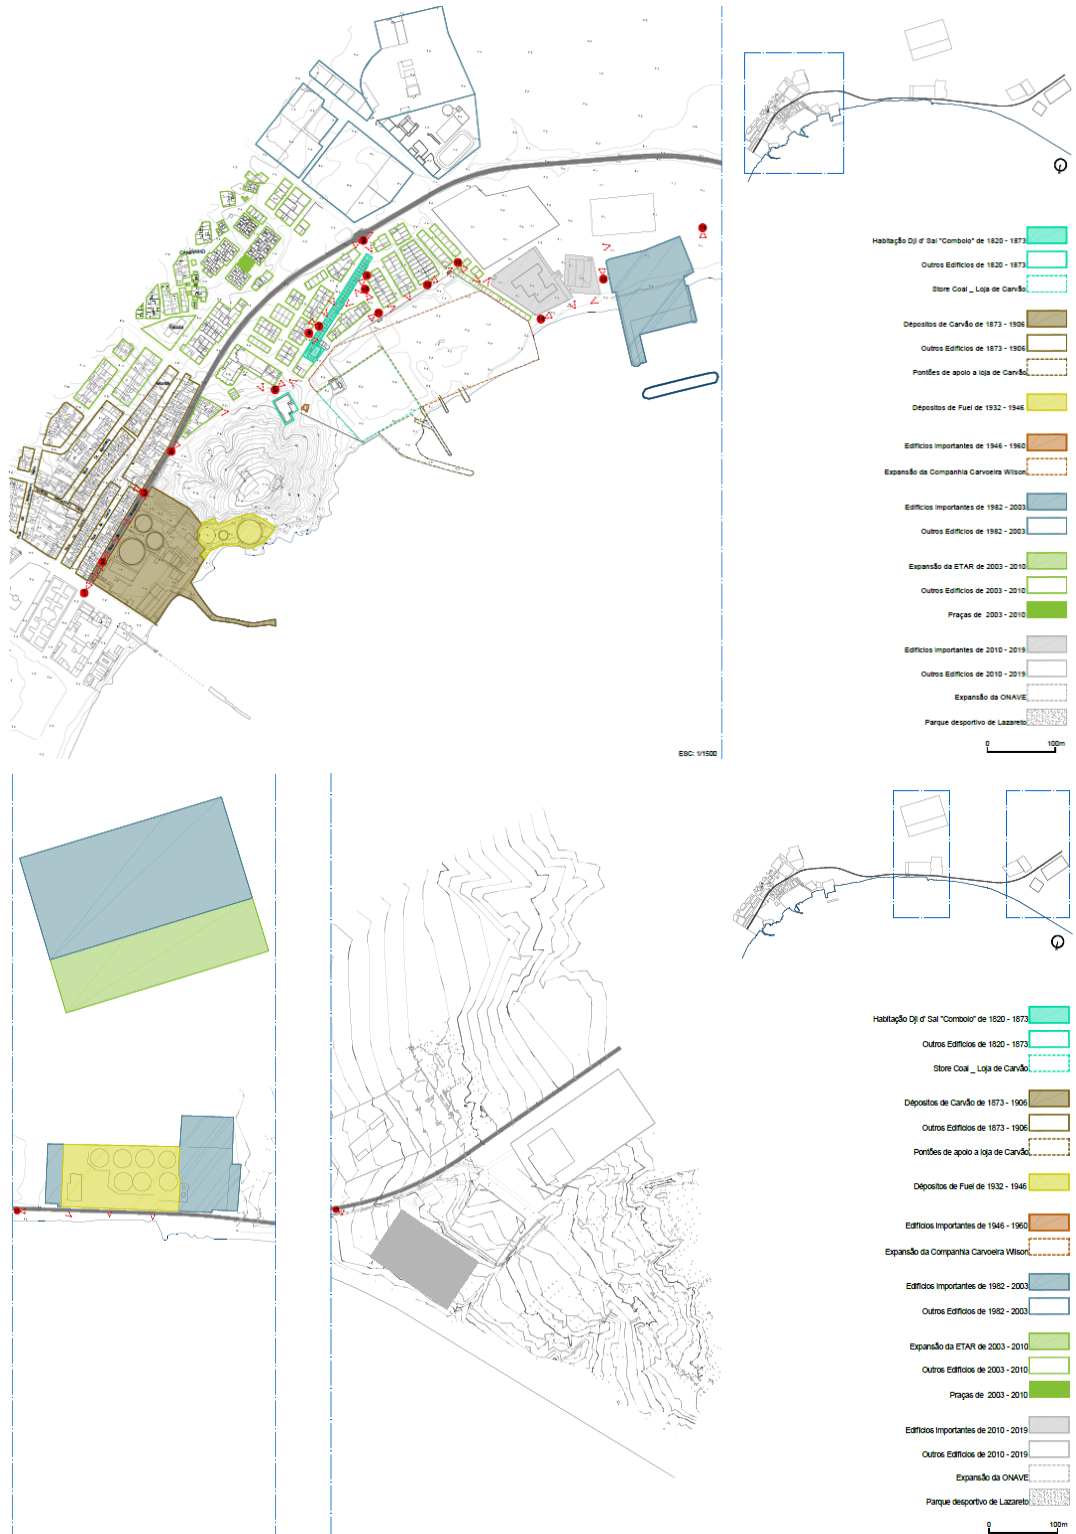 Habitação Dji d' Sal "Comboio" de 1820 - 1873
Outros Edifícios de 1820 - 1873
Store Coal _ Loja de Carvão
Dépositos de Carvão de 1873 - 1906
Outros Edifícios de 1873 - 1906
Pontões de apoio a loja de Carvão
Dépositos de Fuel de 1932 - 1946
Edifícios Importantes de 1946 - 1960
Expansão da Companhia Carvoeira Wilson
Edifícios Importantes de 1982 - 2003
Outros Edifícios de 1982 - 2003
Expansão da ETAR de 2003 - 2010
Outros Edifícios de 2003 - 2010
Praças de 2003 - 2010
Edifícios Importantes de 2010 - 2019
Outros Edifícios de 2010 - 2019
Expansão da ONAVE
Parque desportivo de Lazareto
0 100m
ESC: 1/1500
Habitação Dji d' Sal "Comboio" de 1820 - 1873
Outros Edifícios de 1820 - 1873
Store Coal _ Loja de Carvão
Dépositos de Carvão de 1873 - 1906
Outros Edifícios de 1873 - 1906
Pontões de apoio a loja de Carvão
Dépositos de Fuel de 1932 - 1946
Edifícios Importantes de 1946 - 1960
Expansão da Companhia Carvoeira Wilson
Edifícios Importantes de 1982 - 2003
Outros Edifícios de 1982 - 2003
Expansão da ETAR de 2003 - 2010
Outros Edifícios de 2003 - 2010
Praças de 2003 - 2010
Edifícios Importantes de 2010 - 2019
Outros Edifícios de 2010 - 2019
Expansão da ONAVE
Parque desportivo de Lazareto
0 100m